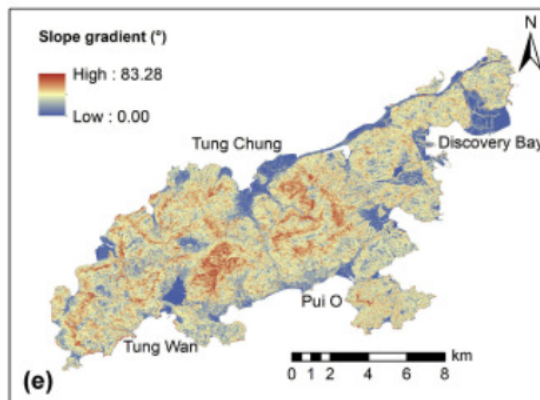 N
Slope gradient (°)
High : 83.28
Low : 0.00
Tung Chung
Discovery Bay
Pui O
Tung Wan
(e)
km
0 1 2 4 6 8